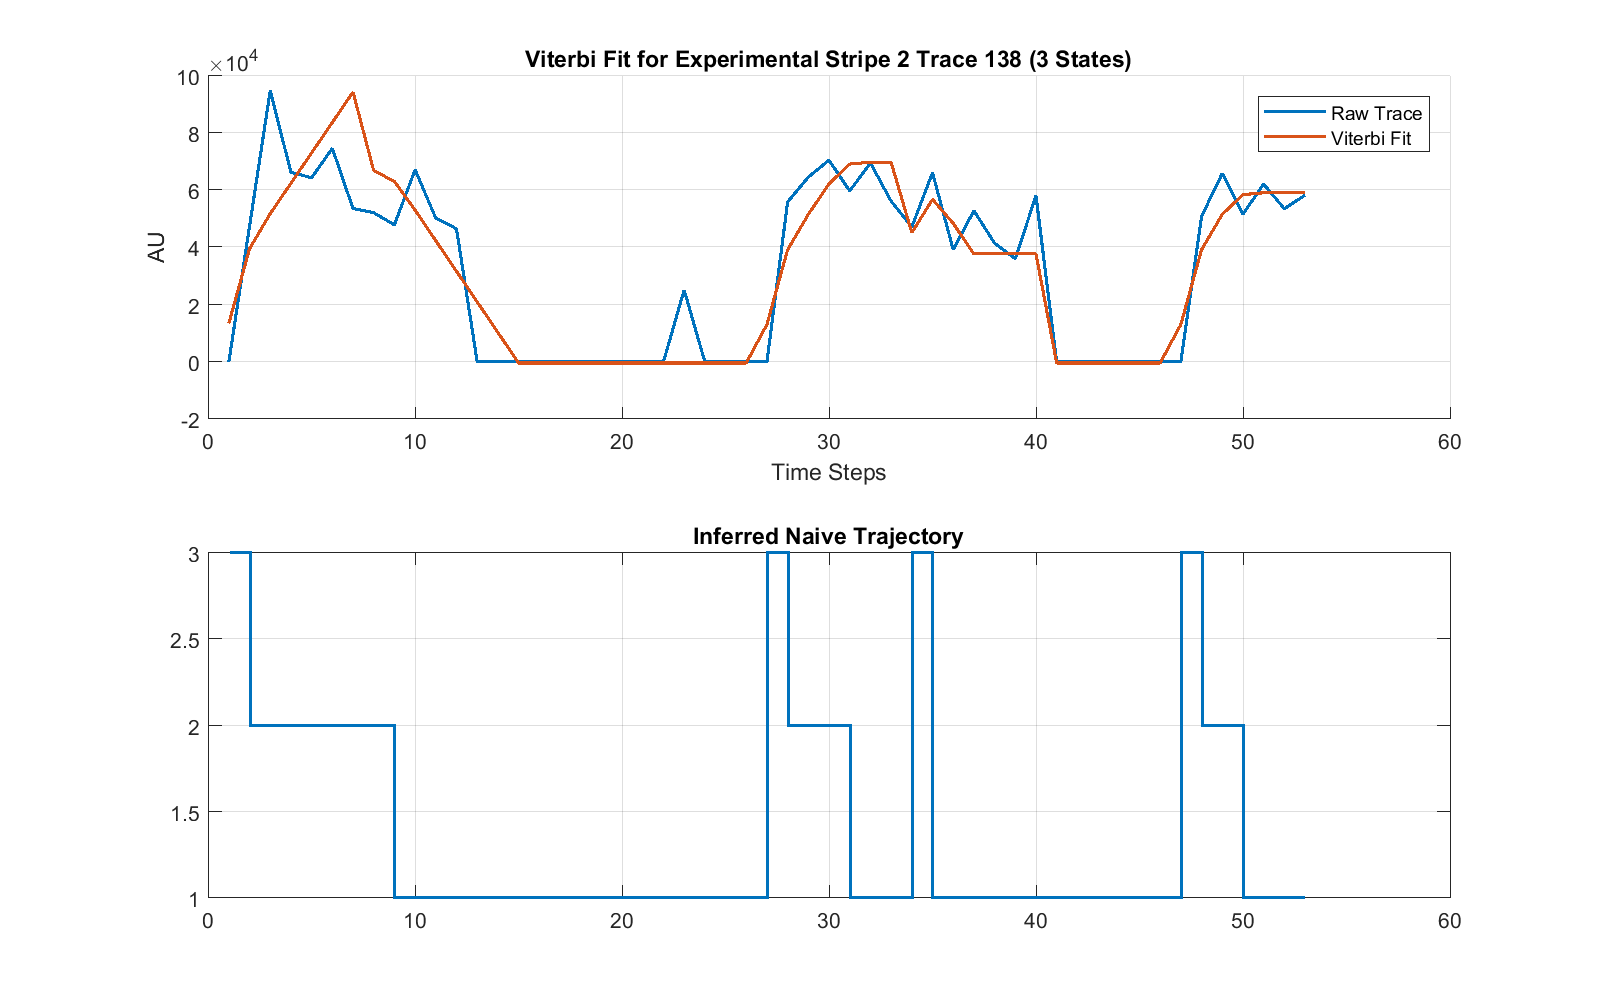 Viterbi Fit for Experimental Stripe 2 Trace 138 (3 States)
×10⁴
10
8
6
4
2
0
-2
AU
0 10 20 30 40 50 60
Time Steps
Raw Trace
Viterbi Fit
Inferred Naive Trajectory
3
2.5
2
1.5
1
0 10 20 30 40 50 60